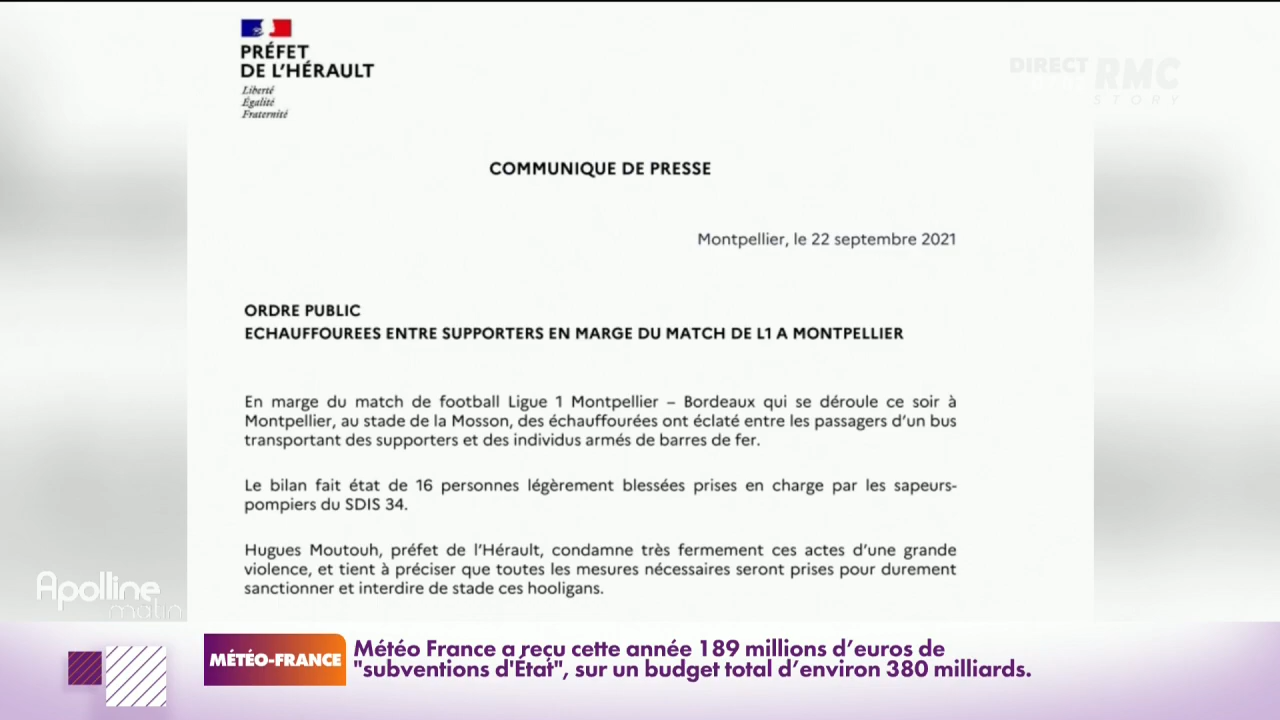 PRÉFET
DE L'HÉRAULT
Liberté
Égalité
Fraternité
DIRECT
RMC
STORY
COMMUNIQUE DE PRESSE
Montpellier, le 22 septembre 2021
ORDRE PUBLIC
ECHAUFFOUREES ENTRE SUPPORTERS EN MARGE DU MATCH DE L1 A MONTPELLIER
En marge du match de football Ligue 1 Montpellier – Bordeaux qui se déroule ce soir à
Montpellier, au stade de la Mosson, des échauffourées ont éclaté entre les passagers d'un bus
transportant des supporters et des individus armés de barres de fer.
Le bilan fait état de 16 personnes légèrement blessées prises en charge par les sapeurs-
pompiers du SDIS 34.
Hugues Moutouh, préfet de l'Hérault, condamne très fermement ces actes d'une grande
violence, et tient à préciser que toutes les mesures nécessaires seront prises pour durement
sanctionner et interdire de stade ces hooligans.
Apolline
matin
MÉTÉO-FRANCE
Météo France a reçu cette année 189 millions d'euros de
"subventions d'État", sur un budget total d'environ 380 milliards.